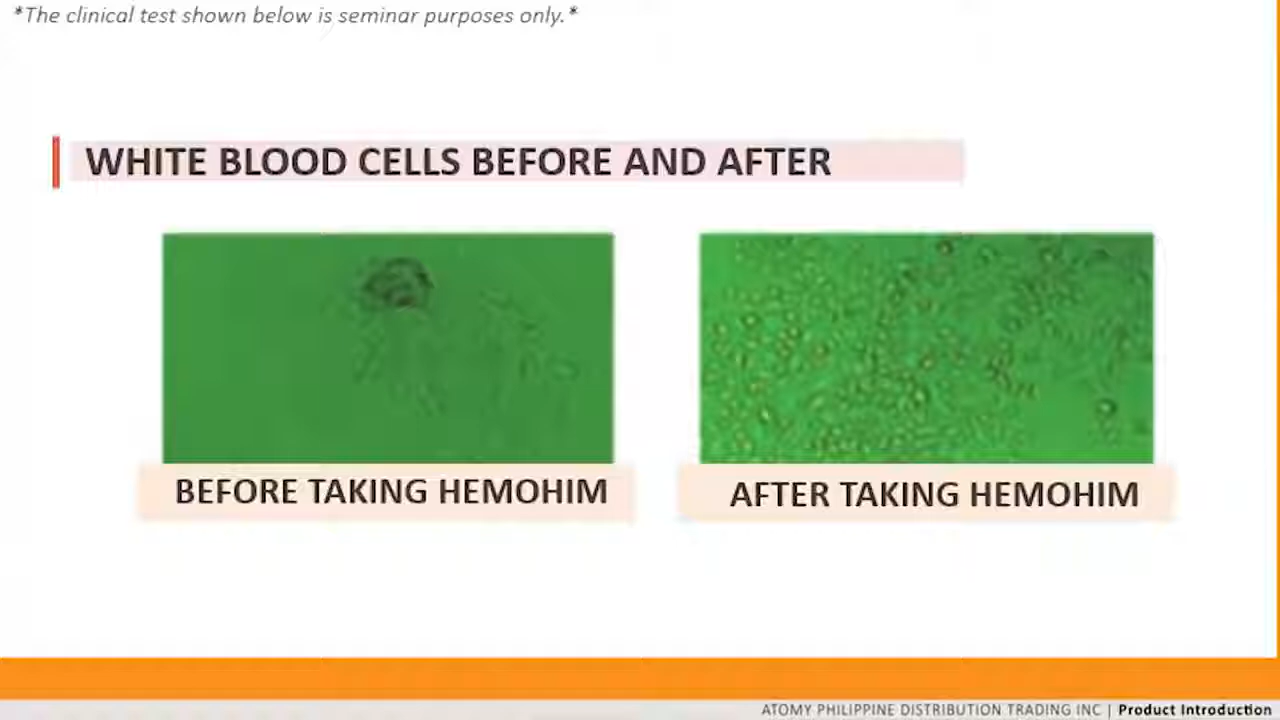 *The clinical test shown below is seminar purposes only.*
WHITE BLOOD CELLS BEFORE AND AFTER
BEFORE TAKING HEMOHIM
AFTER TAKING HEMOHIM
ATOMY PHILIPPINE DISTRIBUTION TRADING INC | Product Introduction